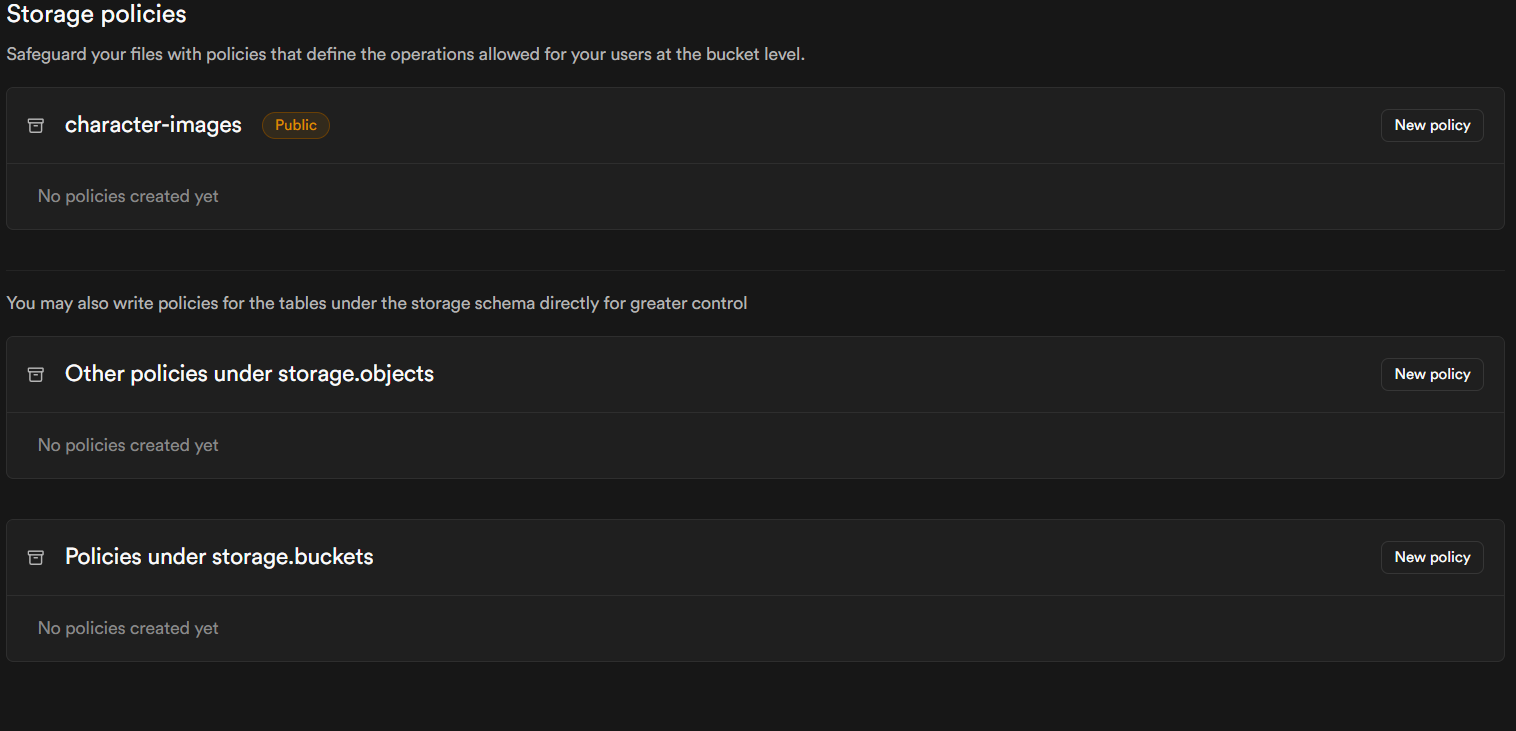 Storage policies
Safeguard your files with policies that define the operations allowed for your users at the bucket level.
character-images Public New policy
No policies created yet
You may also write policies for the tables under the storage schema directly for greater control
Other policies under storage.objects New policy
No policies created yet
Policies under storage.buckets New policy
No policies created yet